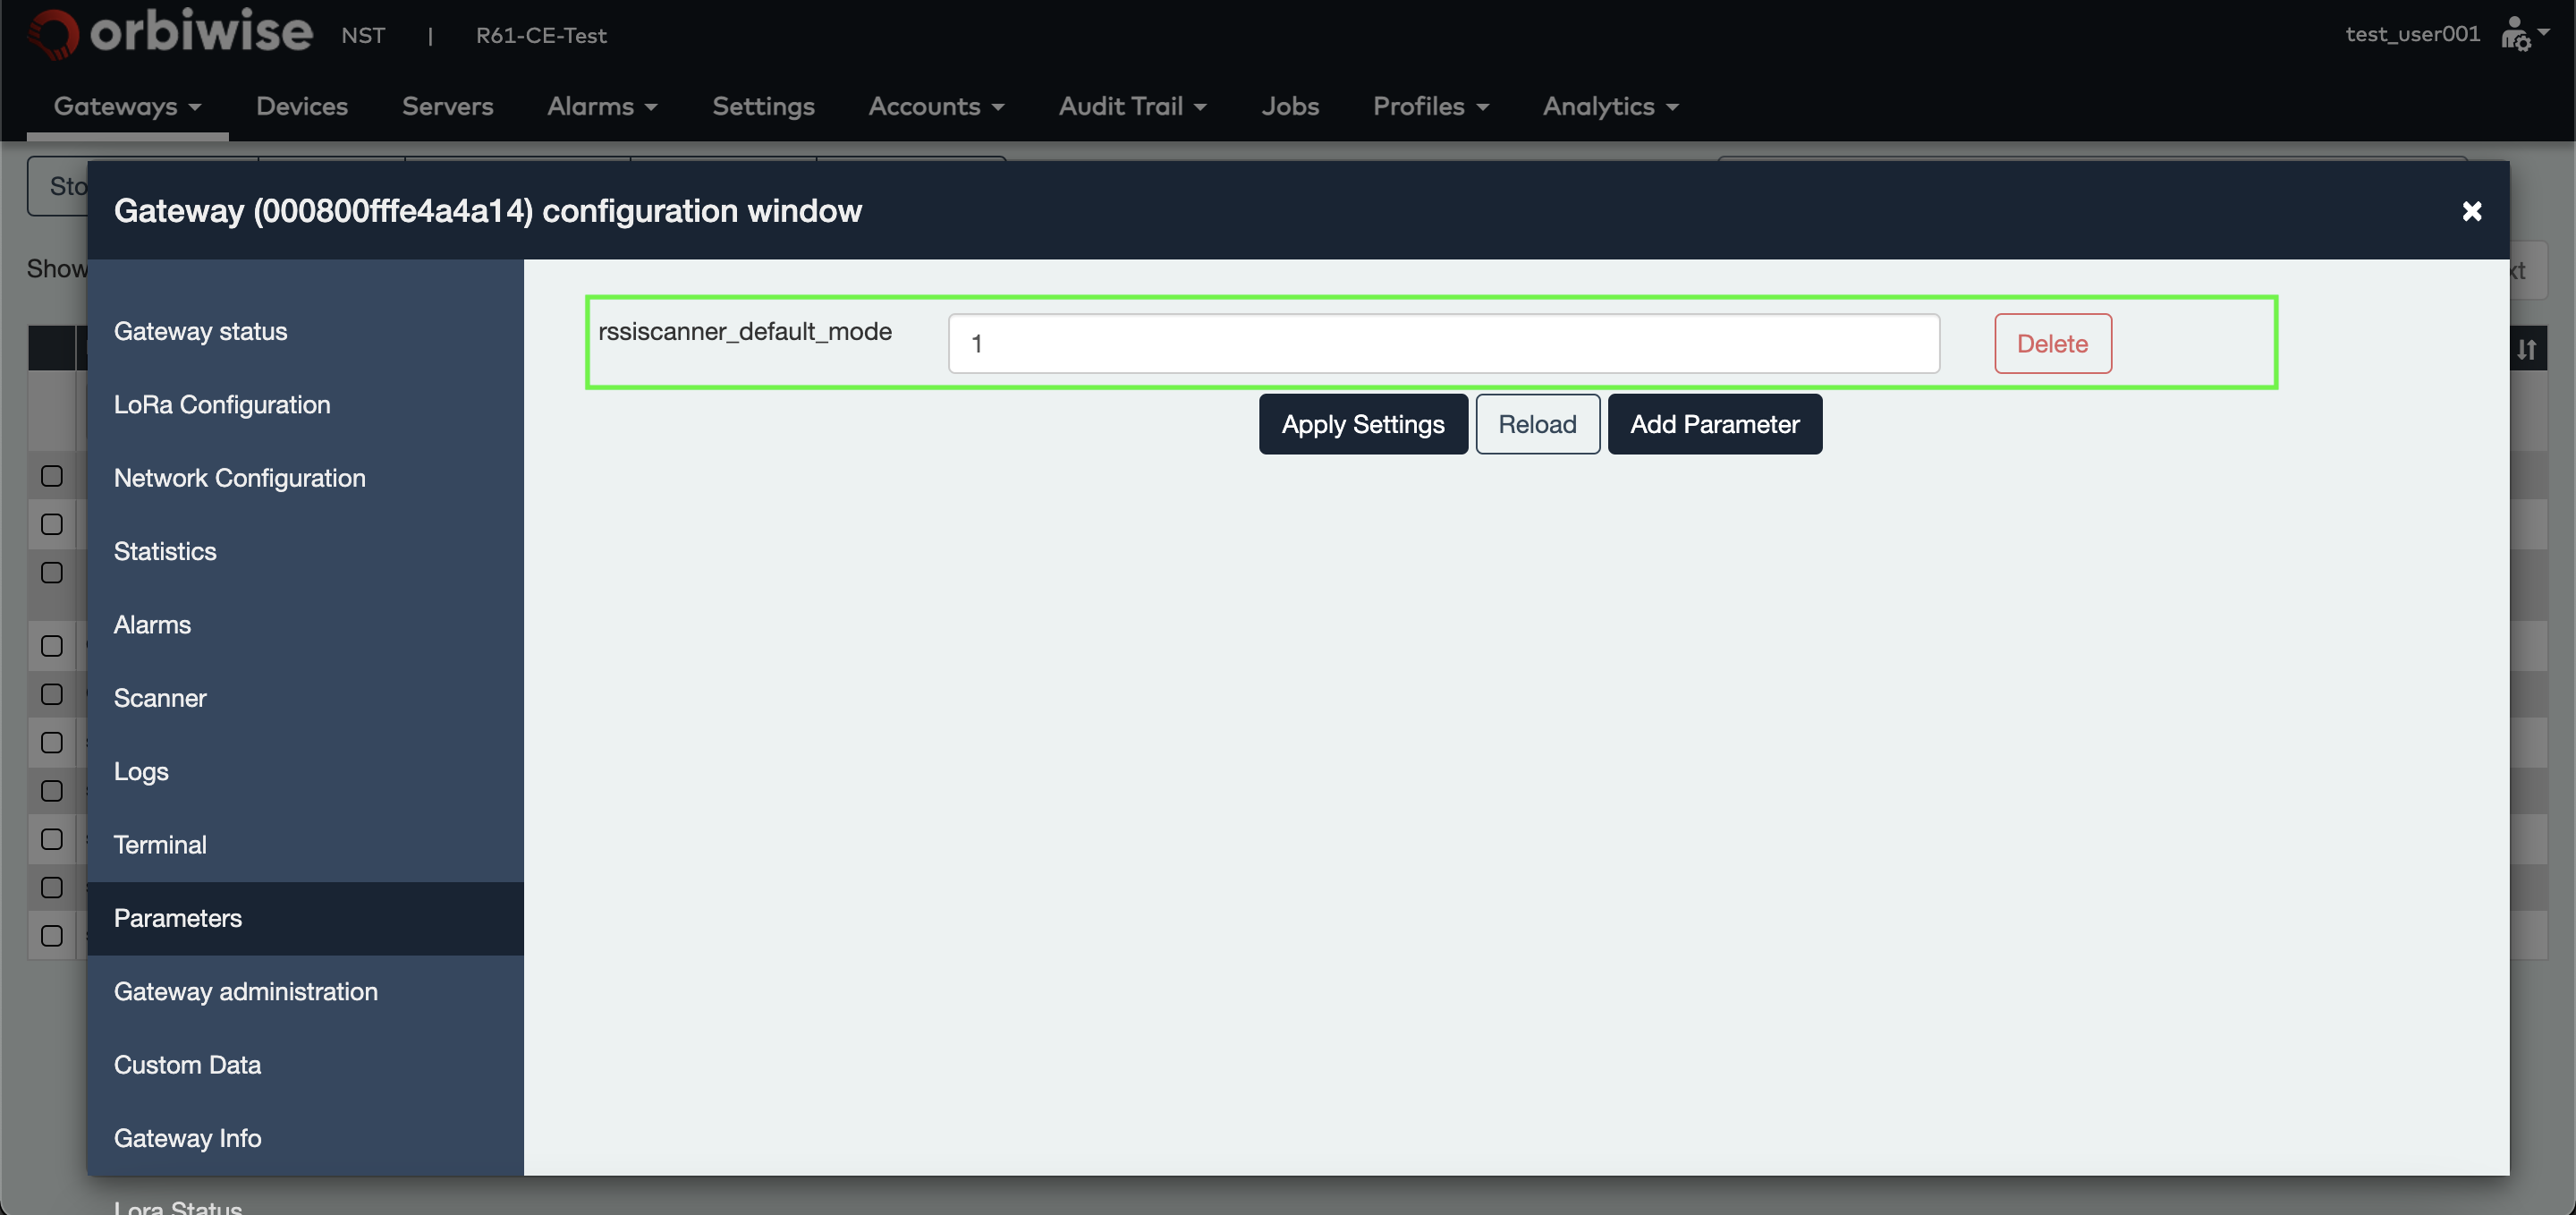 orbiwise NST | R61-CE-Test test_user001
Gateways Devices Servers Alarms Settings Accounts Audit Trail Jobs Profiles Analytics
Sto
Gateway (000800fffe4a4a14) configuration window
Show
xt
Gateway status
LoRa Configuration
Network Configuration
Statistics
Alarms
Scanner
Logs
Terminal
Parameters
Gateway administration
Custom Data
Gateway Info
Lora Status
rssiscanner_default_mode 1 Delete
Apply Settings Reload Add Parameter